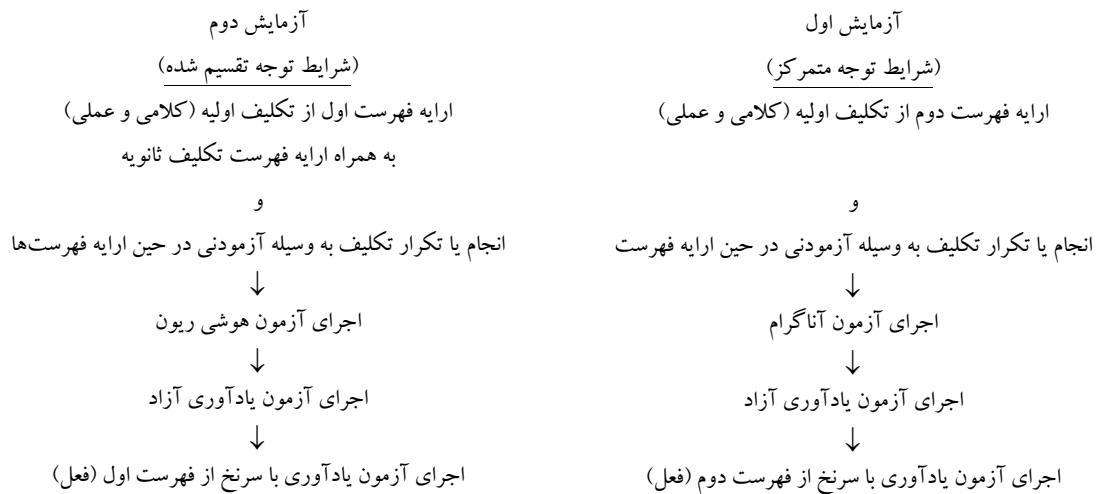 آزمایش اول
(شرایط توجه متمرکز)
ارایه فهرست دوم از تکلیف اولیه (کلامی و عملی)
و
انجام یا تکرار تکلیف به وسیله آزمودنی در حین ارایه فهرست
↓
اجرای آزمون آناگرام
↓
اجرای آزمون یادآوری آزاد
↓
اجرای آزمون یادآوری با سرنخ از فهرست دوم (فعل)
آزمایش دوم
(شرایط توجه تقسیم شده)
ارایه فهرست اول از تکلیف اولیه (کلامی و عملی)
به همراه ارایه فهرست تکلیف ثانویه
و
انجام یا تکرار تکلیف به وسیله آزمودنی در حین ارایه فهرست‌ها
↓
اجرای آزمون هوشی ریون
↓
اجرای آزمون یادآوری آزاد
↓
اجرای آزمون یادآوری با سرنخ از فهرست اول (فعل)